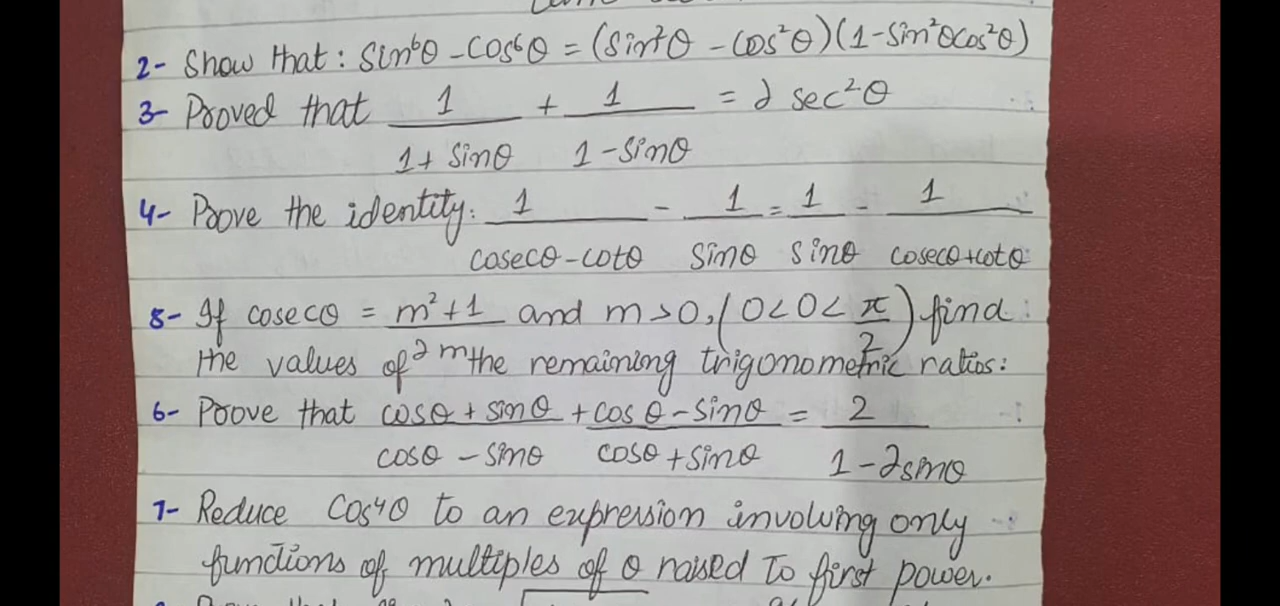 2- Show that : Sin⁶θ - Cos⁶θ = (Sin²θ - Cos²θ)(1-Sin²θCos²θ)
3- Proved that 1/(1+ Sinθ) + 1/(1-Sinθ) = 2 sec²θ
4- Prove the identity: 1/(cosecθ-cotθ) - 1/Sinθ = 1/sinθ - 1/(cosecθ+cotθ)
8- If cosecθ = (m²+1)/2m and m>0, (0<0<π/2) find
the values of the remaining trigonometric ratios:
6- Prove that (cosθ + sinθ)/(cosθ - sinθ) + (cosθ - Sinθ)/(cosθ + sinθ) = 2/(1-2sinθ)
7- Reduce Cos⁴θ to an expression involving only
functions of multiples of θ raised To first power.